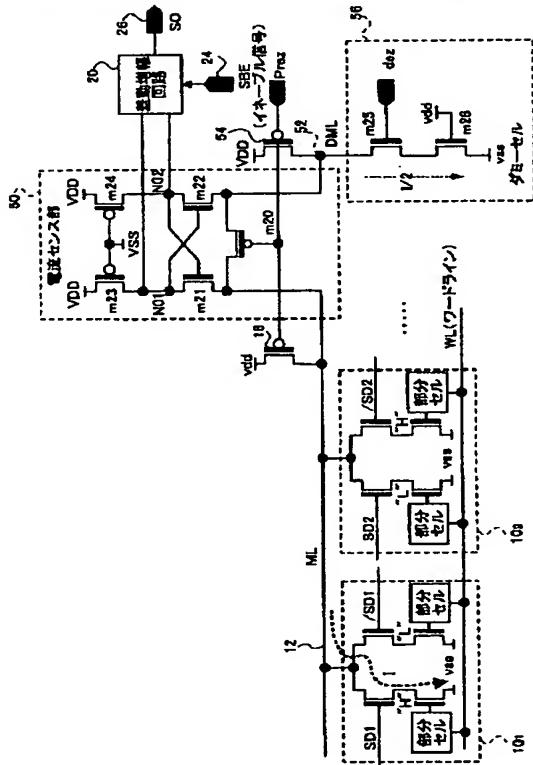 26
SO
20
差動増幅
回路
24
SBE
(イネーブル信号)
Praz
50
電流センス部
VDD
VDD
m23
m24
VSS
NO1
NO2
m21
m22
m20
VDD
54
52
DML
56
m25
daz
vdd
m26
I/2
vss
ダミーセル
18
vdd
ML
12
WL(ワードライン)
.....
SD1
/SD1
"H"
"L"
I
vss
部分
セル
部分
セル
101
SD2
/SD2
"L"
"H"
vss
部分
セル
部分
セル
102